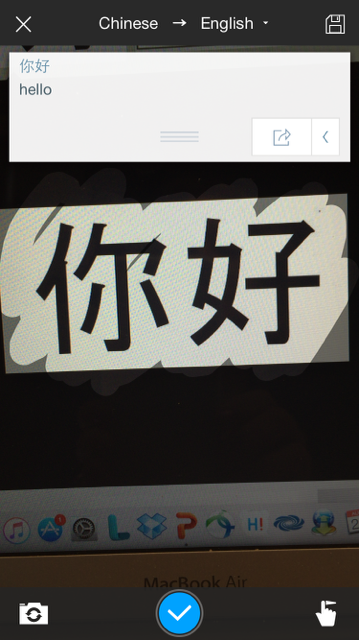 Chinese → English
你好
hello
你好
H!
MacBook Air